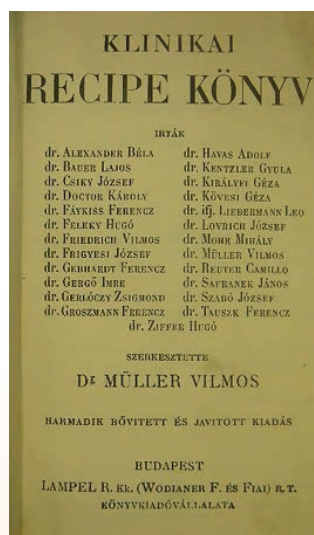 KLINIKAI
RECIPE KÖNYV
IRTÁK
dr. ALEXANDER BÉLA
dr. BAUER LAJOS
dr. CSIKY JÓZSEF
dr. DOCTOR KÁROLY
dr. FÁYKISS FERENCZ
dr. FELEKY HUGÓ
dr. FRIEDRICH VILMOS
dr. FRIGYESI JÓZSEF
dr. GEBHARDT FERENCZ
dr. GERGŐ IMRE
dr. GERLÓCZY ZSIGMOND
dr. GROSZMANN FERENCZ
dr. HAVAS ADOLF
dr. KENTZLER GYULA
dr. KIRÁLYFI GÉZA
dr. KÖVESI GÉZA
dr. ifj. LIEBERMANN LEO
dr. LOVRICH JÓZSEF
dr. MOHR MIHÁLY
dr. MÜLLER VILMOS
dr. REUTER CAMILLO
dr. SAFRANEK JÁNOS
dr. SZABÓ JÓZSEF
dr. TAUSZK FERENCZ
dr. ZIFFER HUGÓ
SZERKESZTETTE
DR MÜLLER VILMOS
HARMADIK BŐVITETT ÉS JAVITOTT KIADÁS
BUDAPEST
LAMPEL R. KK. (WODIANER F. ÉS FIAI) R. T.
KÖNYVKIADÓVÁLLALATA